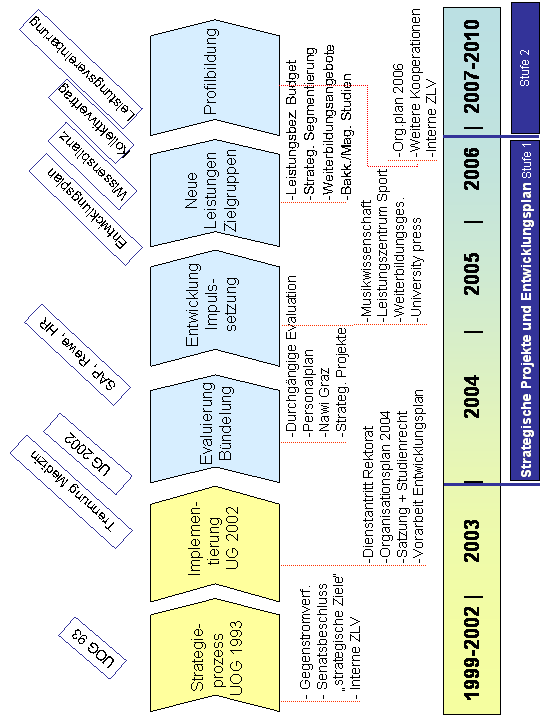 UOG 93
Trennung Medizin
UG 2002
SAP, Rewe, HR
Entwicklungsplan
Wissensbilanz
Kollektivvertrag
Leistungsvereinbarung
Strategie-
prozess
UOG 1993
Implemen-
tierung
UG 2002
Evaluierung
Bündelung
Entwicklung
Impuls-
setzung
Neue
Leistungen
Zielgruppen
Profilbildung
- Gegenstromverf.
- Senatsbeschluss
„strategische Ziele"
- Interne ZLV
-Dienstantritt Rektorat
-Organisationsplan 2004
-Satzung + Studienrecht
-Vorarbeit Entwicklungsplan
-Durchgängige Evaluation
-Personalplan
-Nawi Graz
-Strateg. Projekte
-Musikwissenschaft
-Leistungszentrum Sport
-Weiterbildungsges.
-University press
-Leistungsbez. Budget
-Strateg. Segmentierung
-Weiterbildungsangebote
-Bakk./Mag. Studien
-Org.plan 2006
-Weitere Kooperationen
-Interne ZLV
1999-2002 | 2003 | 2004 | 2005 | 2006 | 2007-2010
Strategische Projekte und Entwicklungsplan Stufe 1
Stufe 2